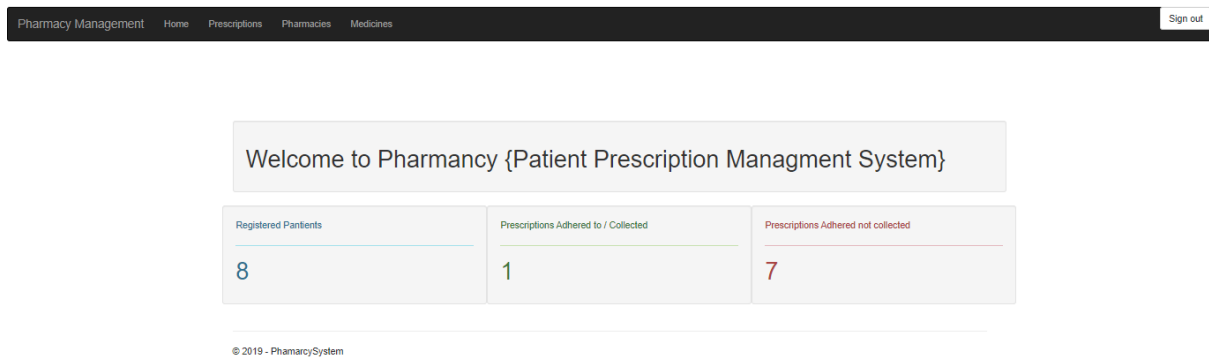 Pharmacy Management Home Prescriptions Pharmacies Medicines Sign out
Welcome to Pharmancy {Patient Prescription Managment System}
Registered Pantients Prescriptions Adhered to / Collected Prescriptions Adhered not collected
8 1 7
© 2019 - PhamarcySystem